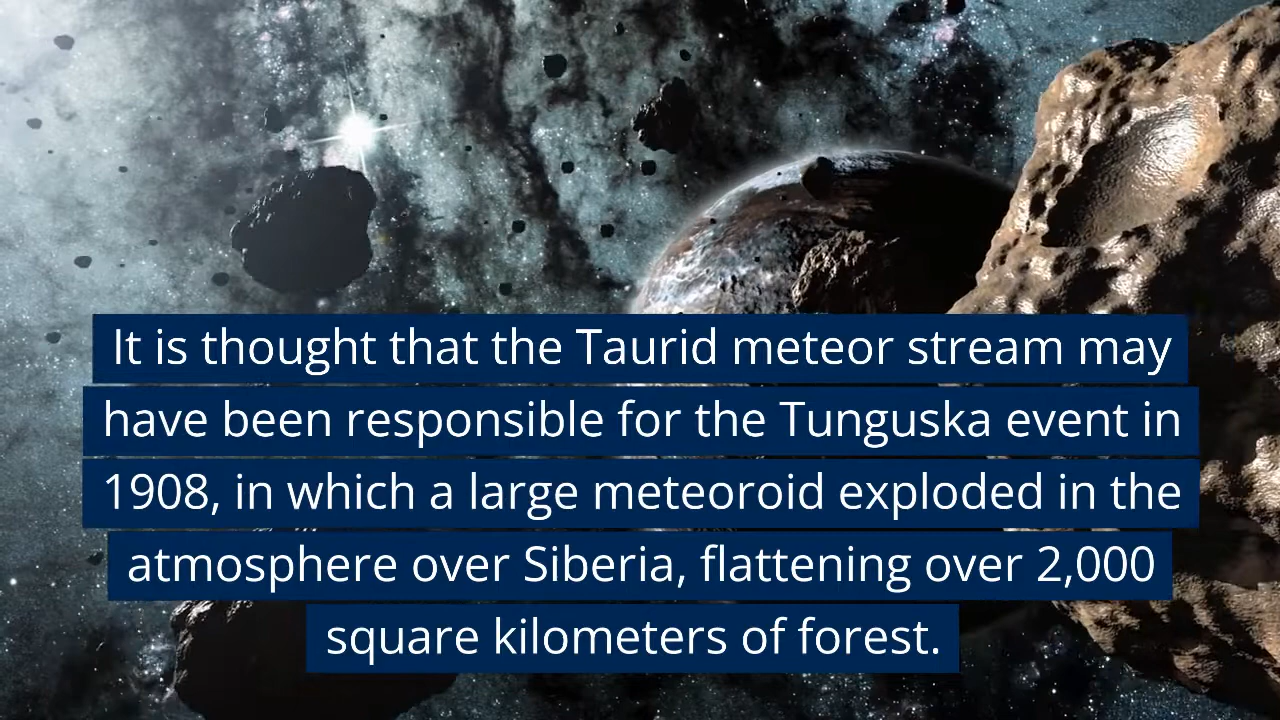 It is thought that the Taurid meteor stream may
have been responsible for the Tunguska event in
1908, in which a large meteoroid exploded in the
atmosphere over Siberia, flattening over 2,000
square kilometers of forest.